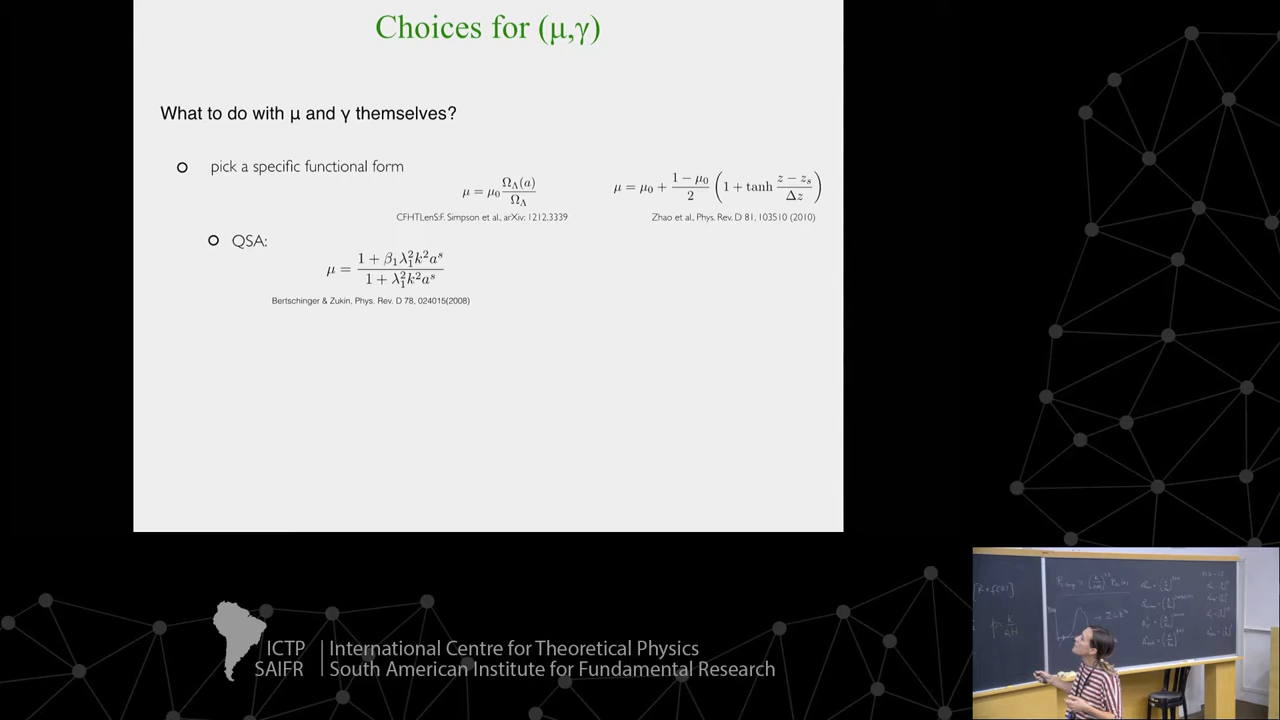 Choices for (μ,γ)
What to do with μ and γ themselves?
pick a specific functional form
μ = μ₀ Ω_Λ(a)/Ω_Λ
μ = μ₀ + (1 − μ₀)/2 (1 + tanh (z − z_s)/Δz)
CFHTLenS:F. Simpson et al., arXiv: 1212.3339
Zhao et al., Phys. Rev. D 81, 103510 (2010)
QSA:
μ = (1 + β₁λ₁²k²aˢ)/(1 + λ₁²k²aˢ)
Bertschinger & Zukin, Phys. Rev. D 78, 024015(2008)
ICTP
SAIFR
International Centre for Theoretical Physics
South American Institute for Fundamental Research